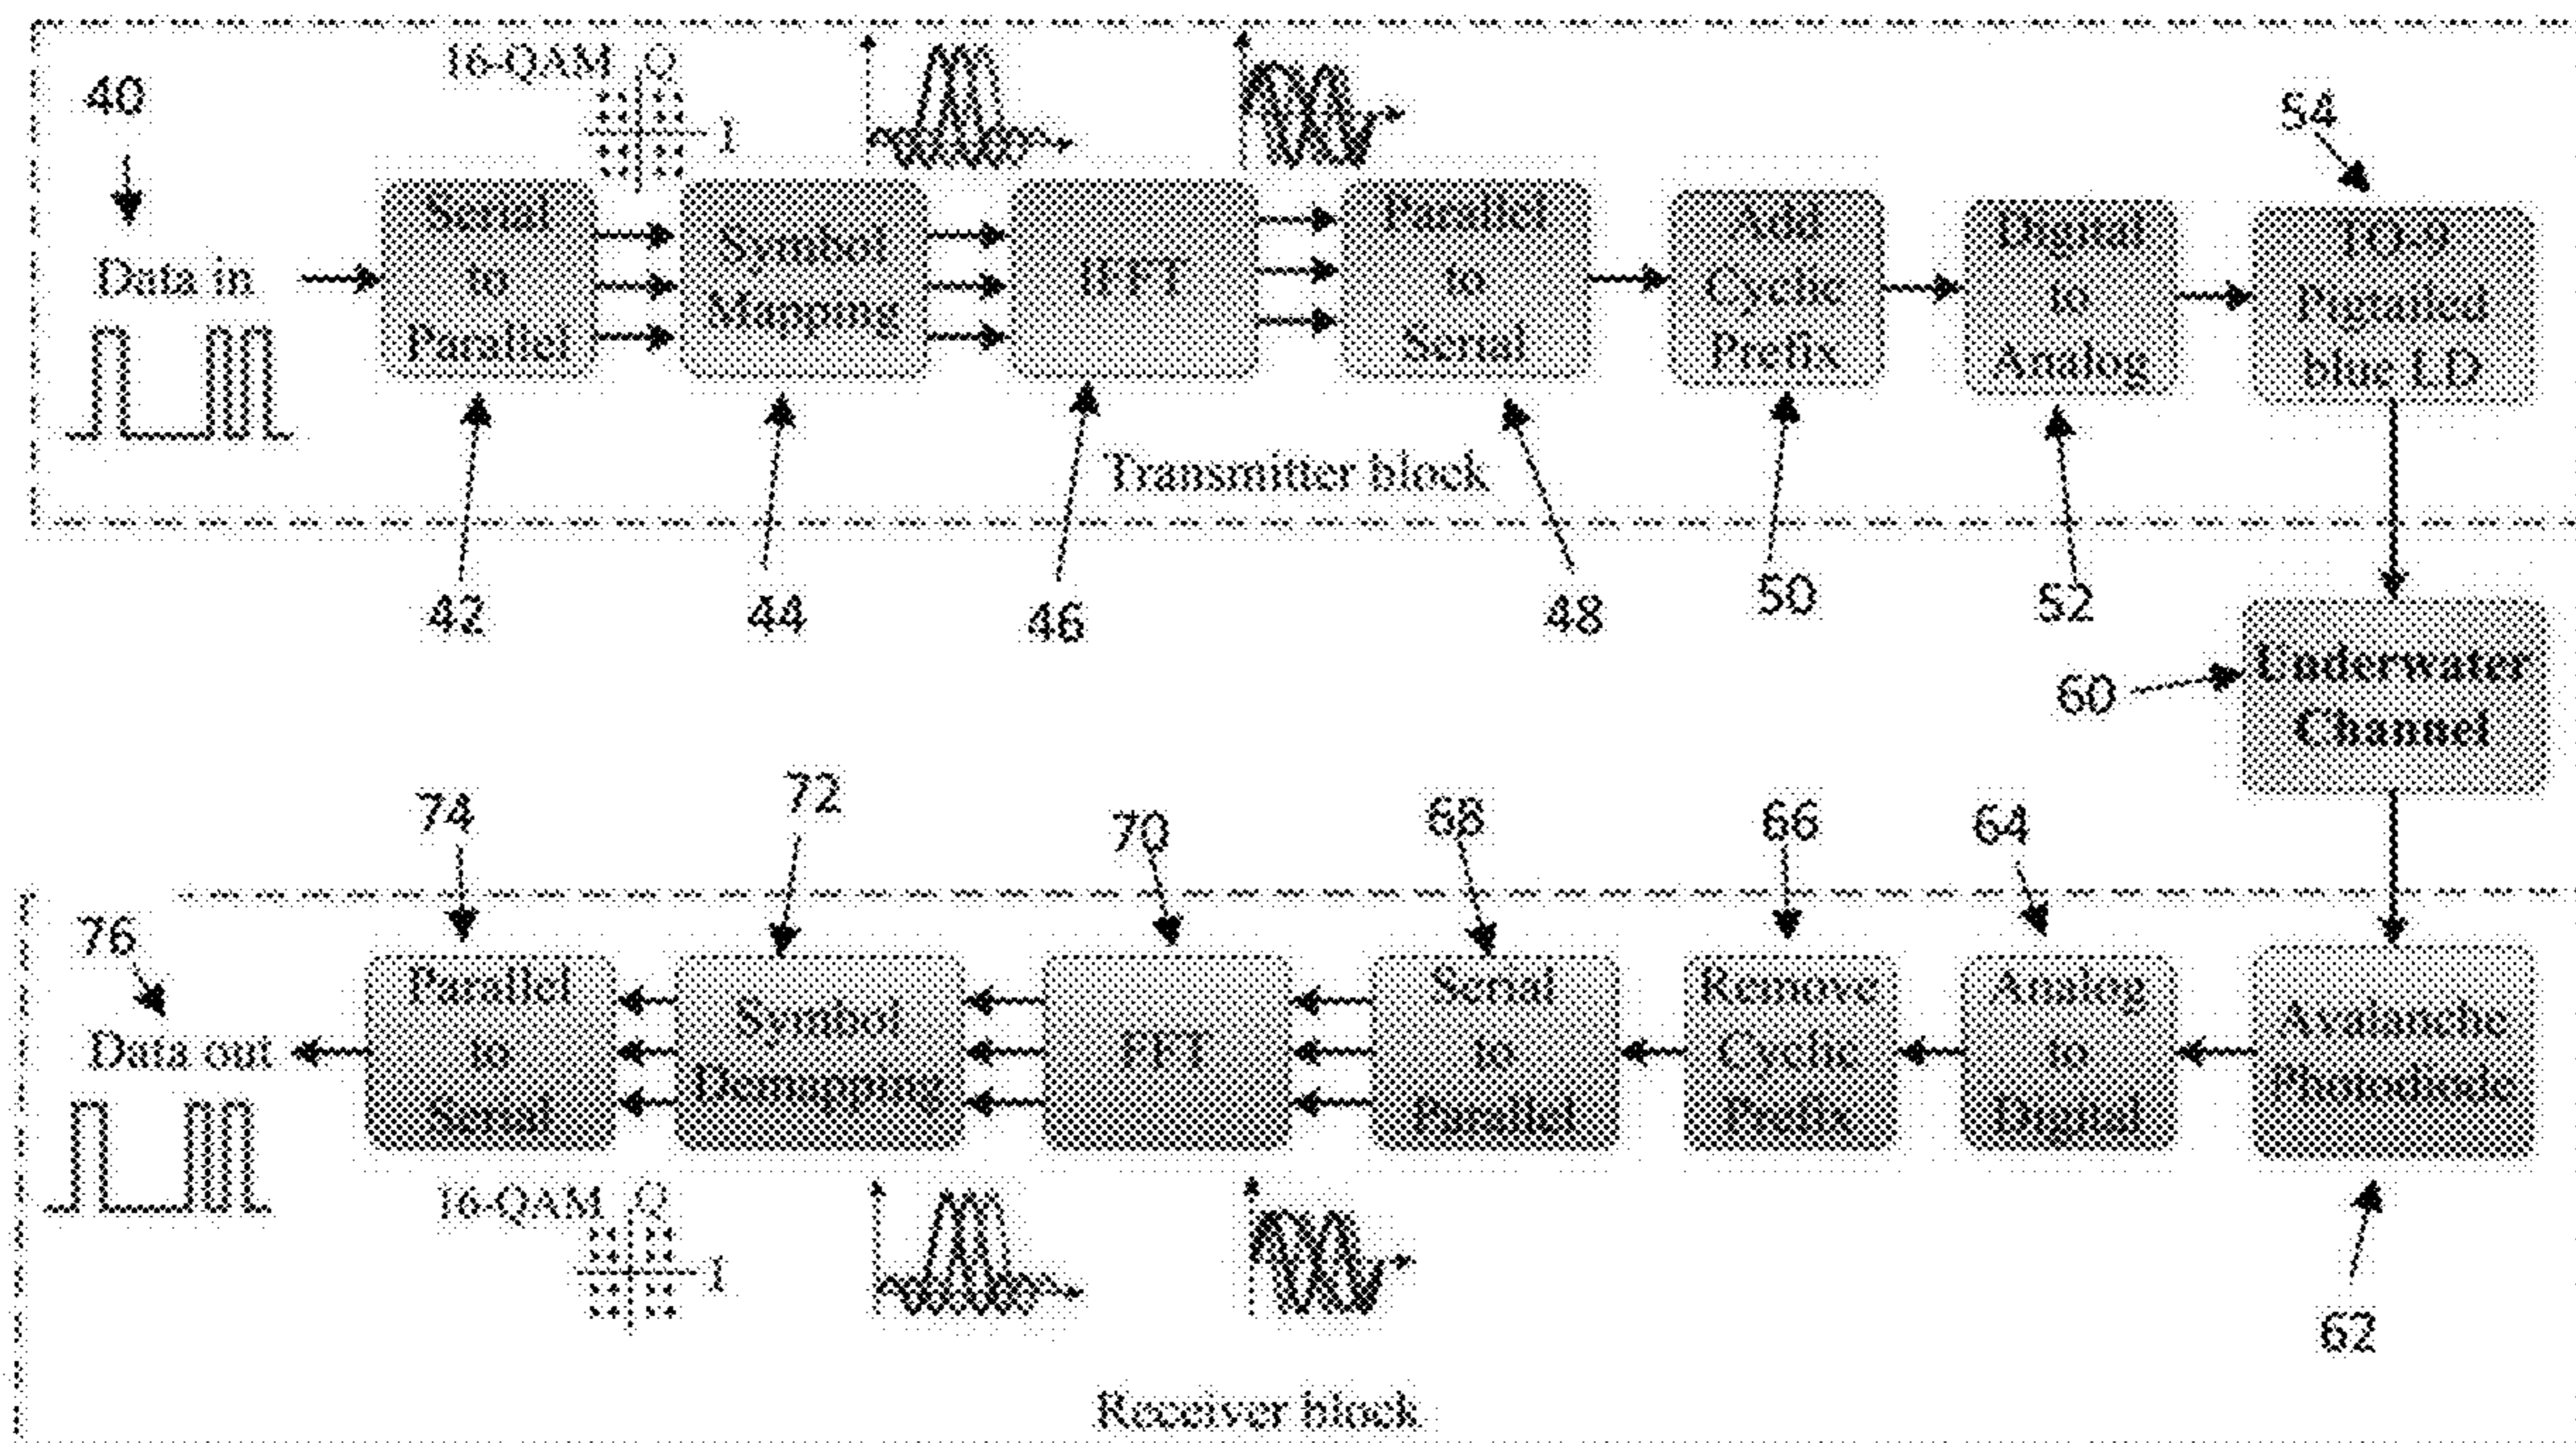 16-QAM Q
I
40
54
Data in
Serial
to
Parallel
Symbol
Mapping
IFFT
Parallel
to
Serial
Add
Cyclic
Prefix
Digital
to
Analog
TO-9
Pigtailed
blue LD
Transmitter block
42
44
46
48
50
52
60
Underwater
Channel
74
72
70
68
66
64
76
Data out
Parallel
to
Serial
Symbol
Demapping
FFT
Serial
to
Parallel
Remove
Cyclic
Prefix
Analog
to
Digital
Avalanche
Photodiode
16-QAM Q
I
62
Receiver block